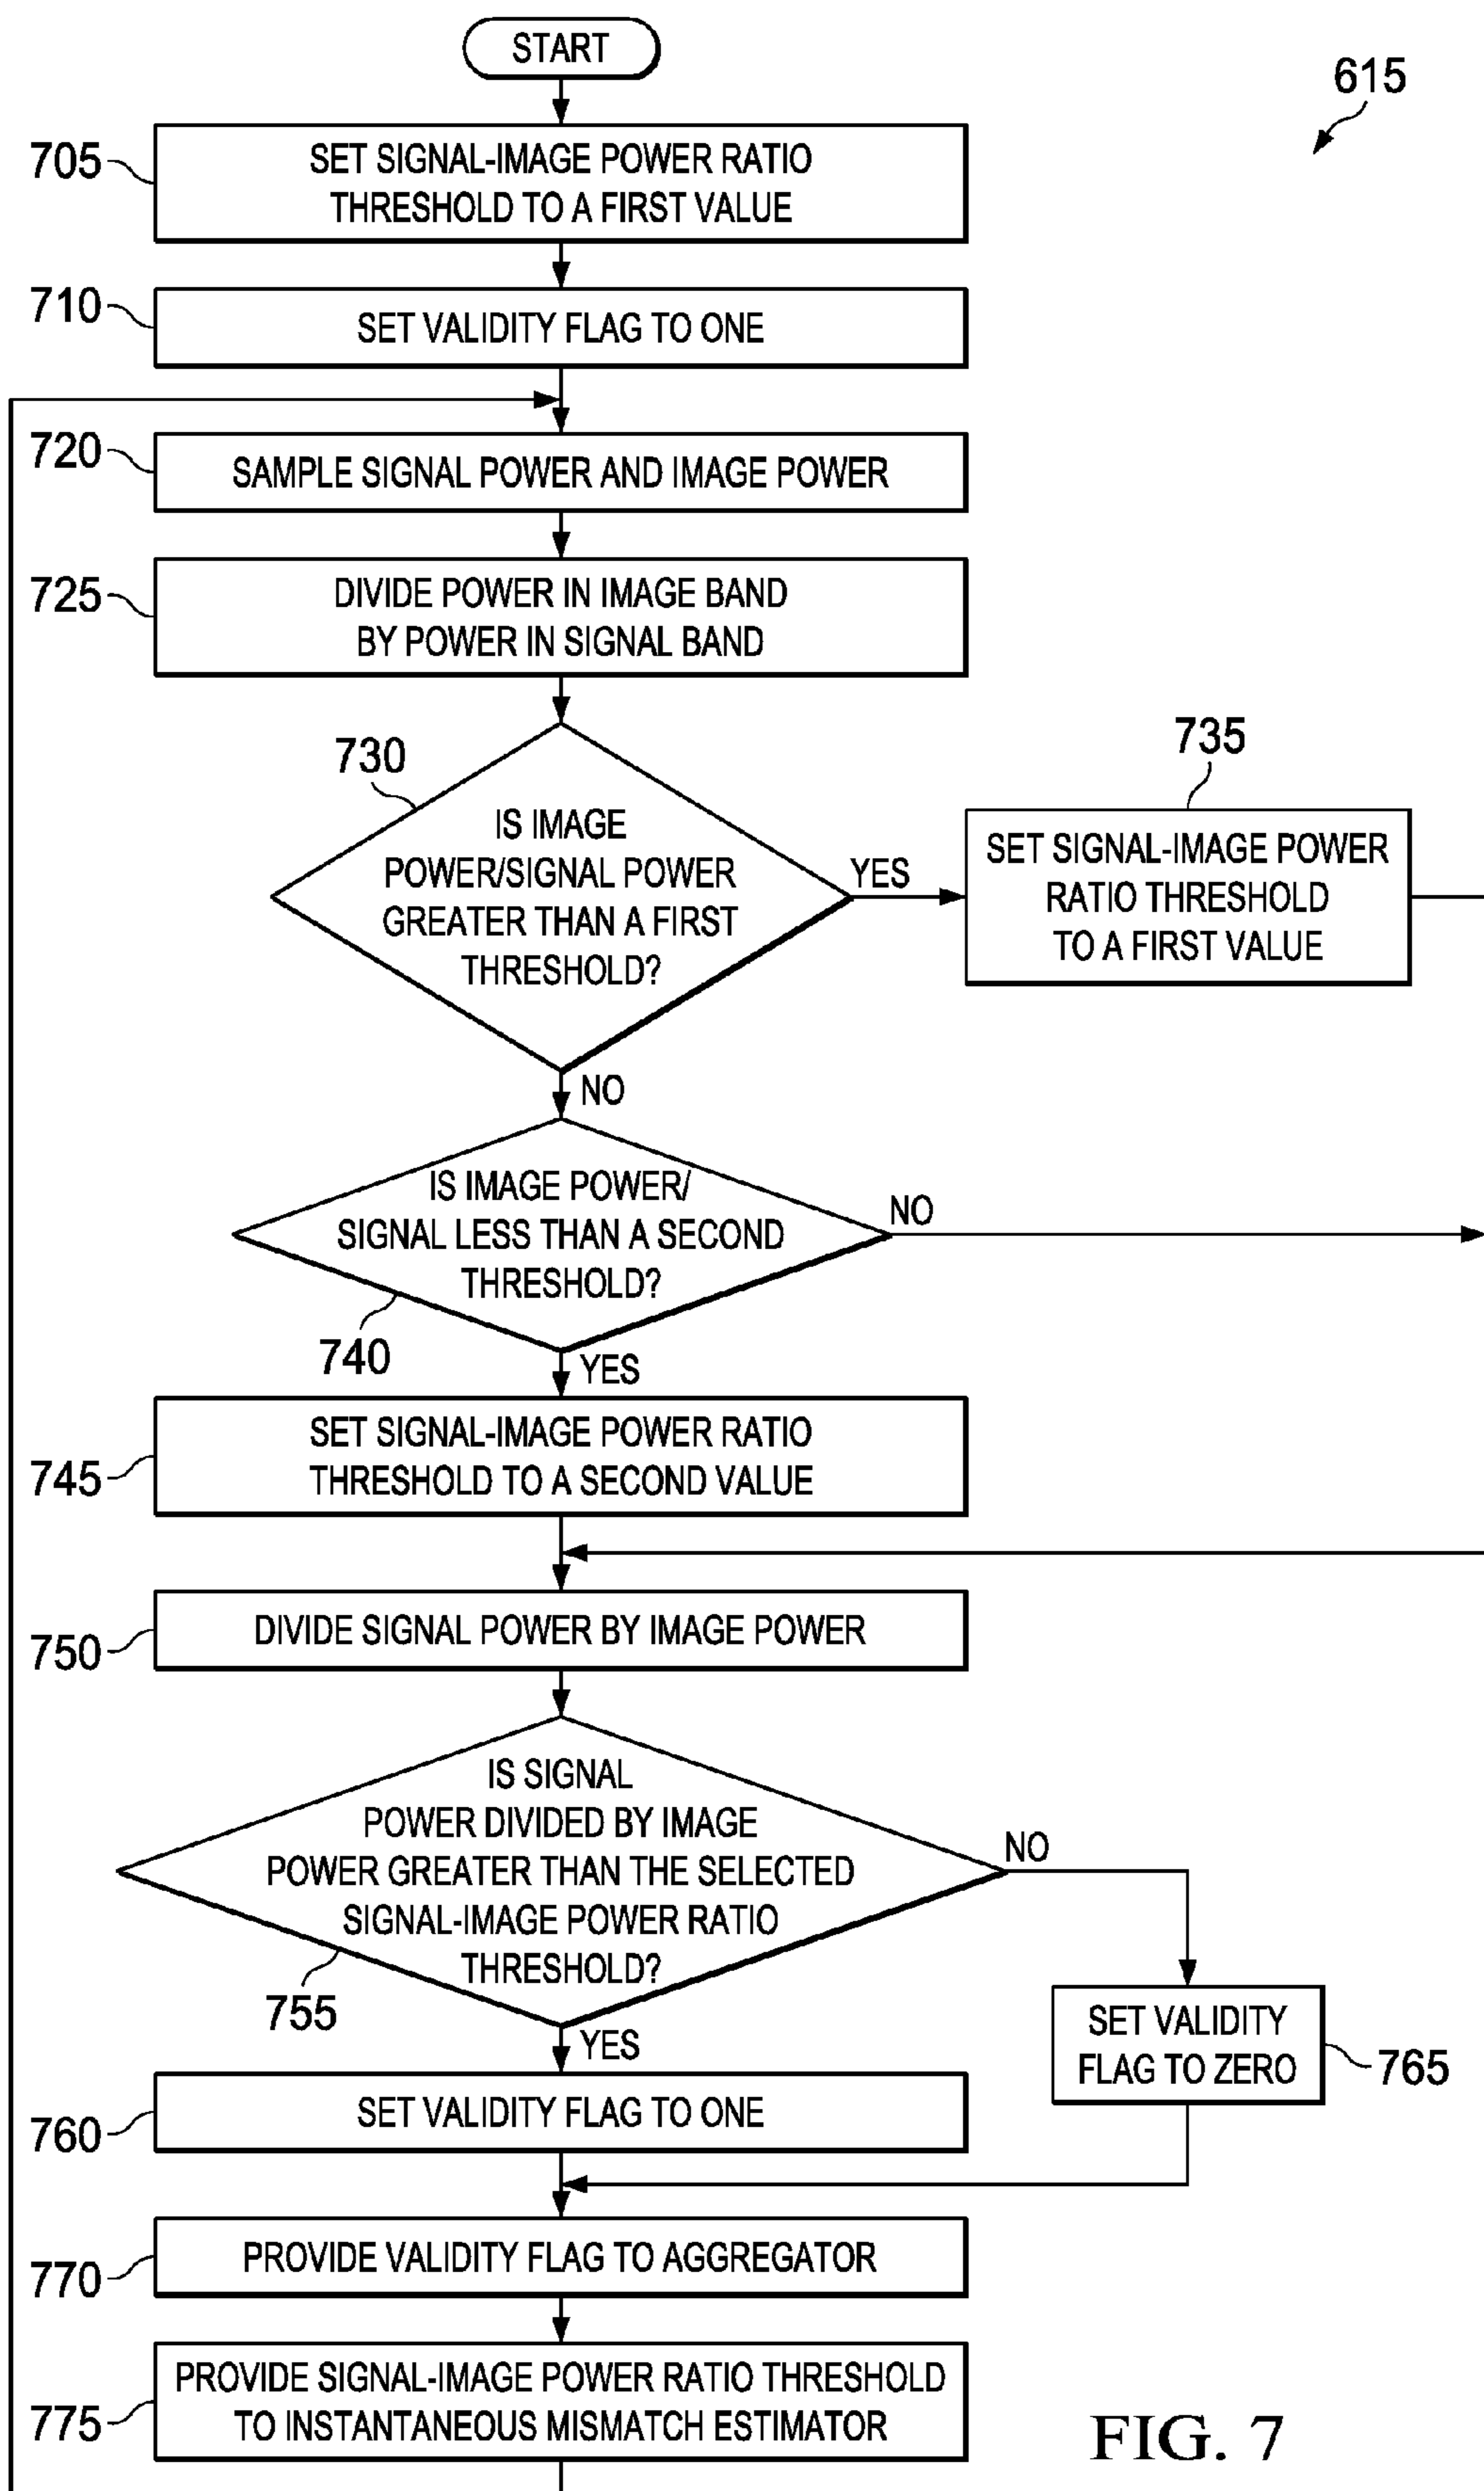 START
615
705
SET SIGNAL-IMAGE POWER RATIO
THRESHOLD TO A FIRST VALUE
710
SET VALIDITY FLAG TO ONE
720
SAMPLE SIGNAL POWER AND IMAGE POWER
725
DIVIDE POWER IN IMAGE BAND
BY POWER IN SIGNAL BAND
730
IS IMAGE
POWER/SIGNAL POWER
GREATER THAN A FIRST
THRESHOLD?
YES
735
SET SIGNAL-IMAGE POWER
RATIO THRESHOLD
TO A FIRST VALUE
NO
IS IMAGE POWER/
SIGNAL LESS THAN A SECOND
THRESHOLD?
NO
740
YES
745
SET SIGNAL-IMAGE POWER RATIO
THRESHOLD TO A SECOND VALUE
750
DIVIDE SIGNAL POWER BY IMAGE POWER
IS SIGNAL
POWER DIVIDED BY IMAGE
POWER GREATER THAN THE SELECTED
SIGNAL-IMAGE POWER RATIO
THRESHOLD?
NO
755
YES
SET VALIDITY
FLAG TO ZERO
765
760
SET VALIDITY FLAG TO ONE
770
PROVIDE VALIDITY FLAG TO AGGREGATOR
775
PROVIDE SIGNAL-IMAGE POWER RATIO THRESHOLD
TO INSTANTANEOUS MISMATCH ESTIMATOR
FIG. 7